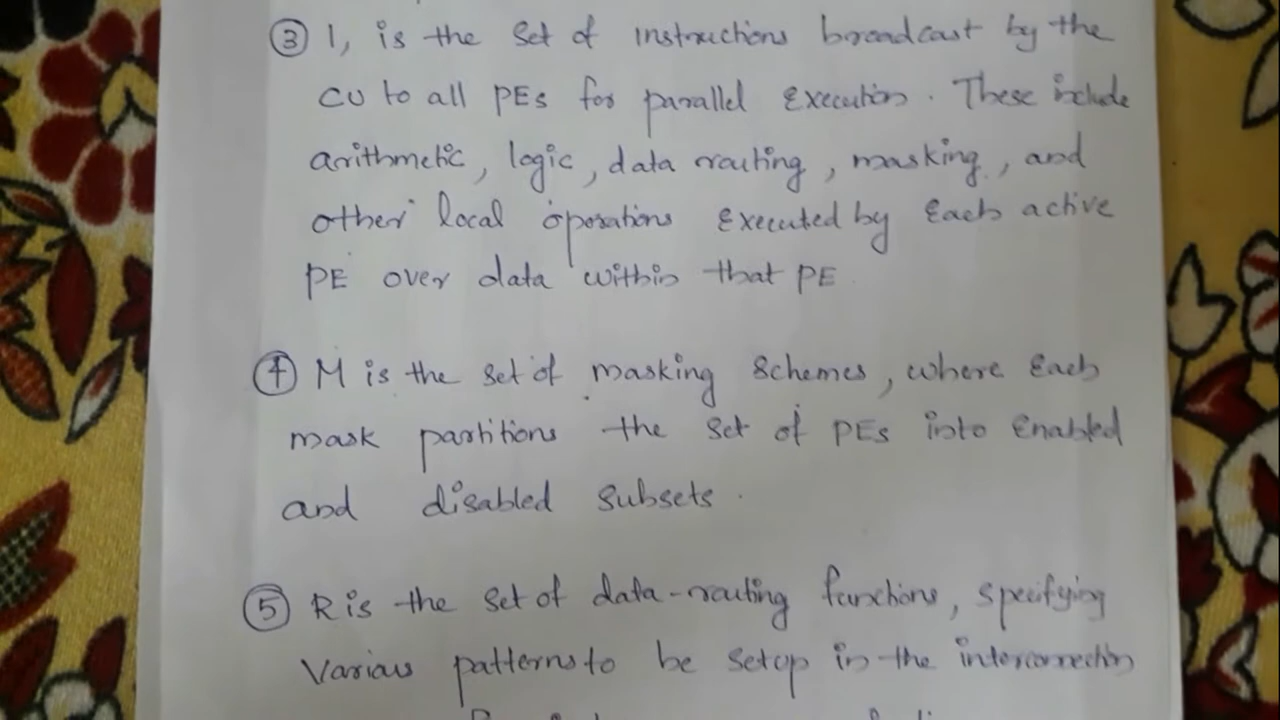 ③ I, is the set of instructions broadcast by the
CU to all PEs for parallel execution. These include
arithmetic, logic, data routing, masking, and
other local operations executed by each active
PE over data within that PE
④ M is the set of masking schemes, where each
mask partitions the set of PEs into enabled
and disabled subsets.
⑤ R is the set of data-routing functions, specifying
Various patterns to be setup in the interconnection